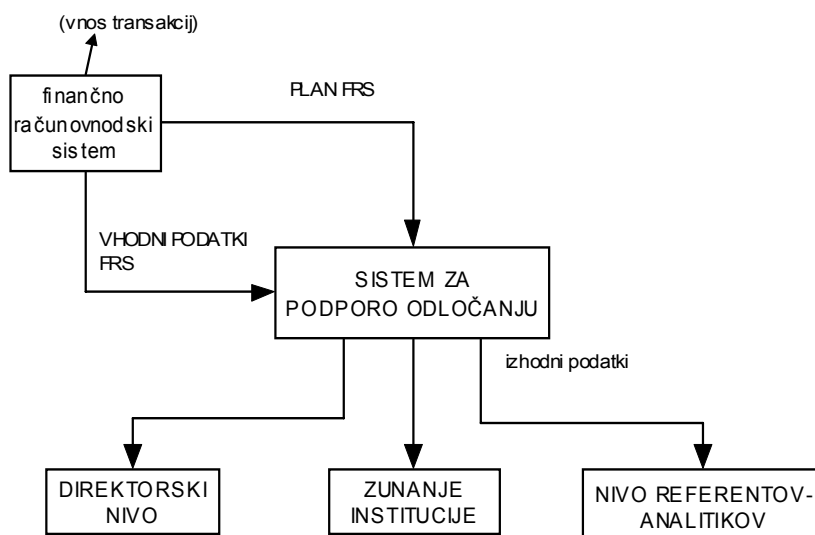 (vnos transakcij)
finančno
računovnodski
sistem
PLAN FRS
VHODNI PODATKI
FRS
SISTEM ZA
PODPORO ODLOČANJU
izhodni podatki
DIREKTORSKI
NIVO
ZUNANJE
INSTITUCIJE
NIVO REFERENTOV-
ANALITIKOV